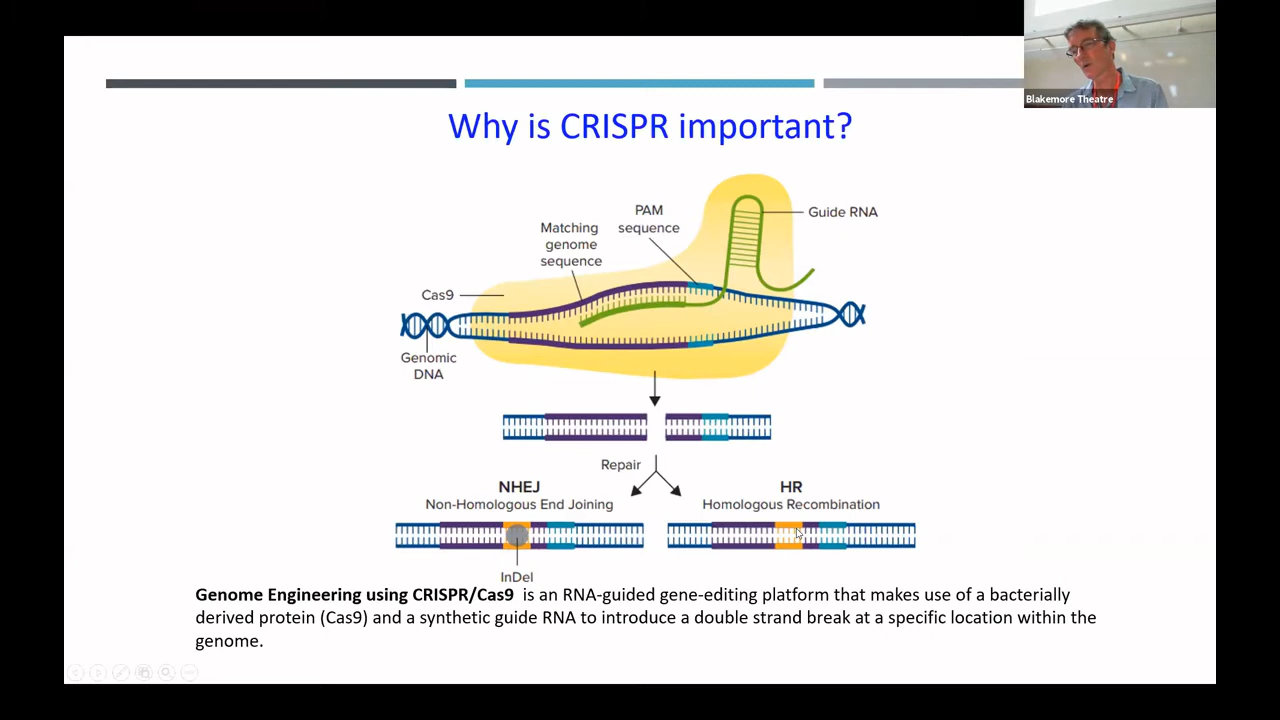 Blakemore Theatre
Why is CRISPR important?
PAM
sequence
Guide RNA
Matching
genome
sequence
Cas9
Genomic
DNA
Repair
NHEJ
Non-Homologous End Joining
HR
Homologous Recombination
InDel
Genome Engineering using CRISPR/Cas9 is an RNA-guided gene-editing platform that makes use of a bacterially
derived protein (Cas9) and a synthetic guide RNA to introduce a double strand break at a specific location within the
genome.